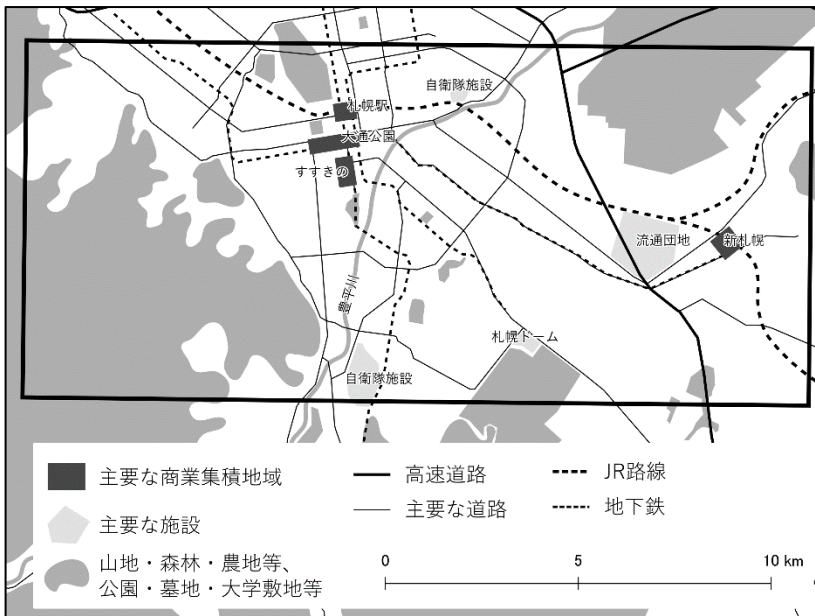 自衛隊施設
札幌駅
大通公園
すすきの
流通団地
新札幌
豊平川
札幌ドーム
自衛隊施設
主要な商業集積地域
高速道路
JR路線
主要な道路
地下鉄
主要な施設
山地・森林・農地等、
公園・墓地・大学敷地等
0 5 10 km